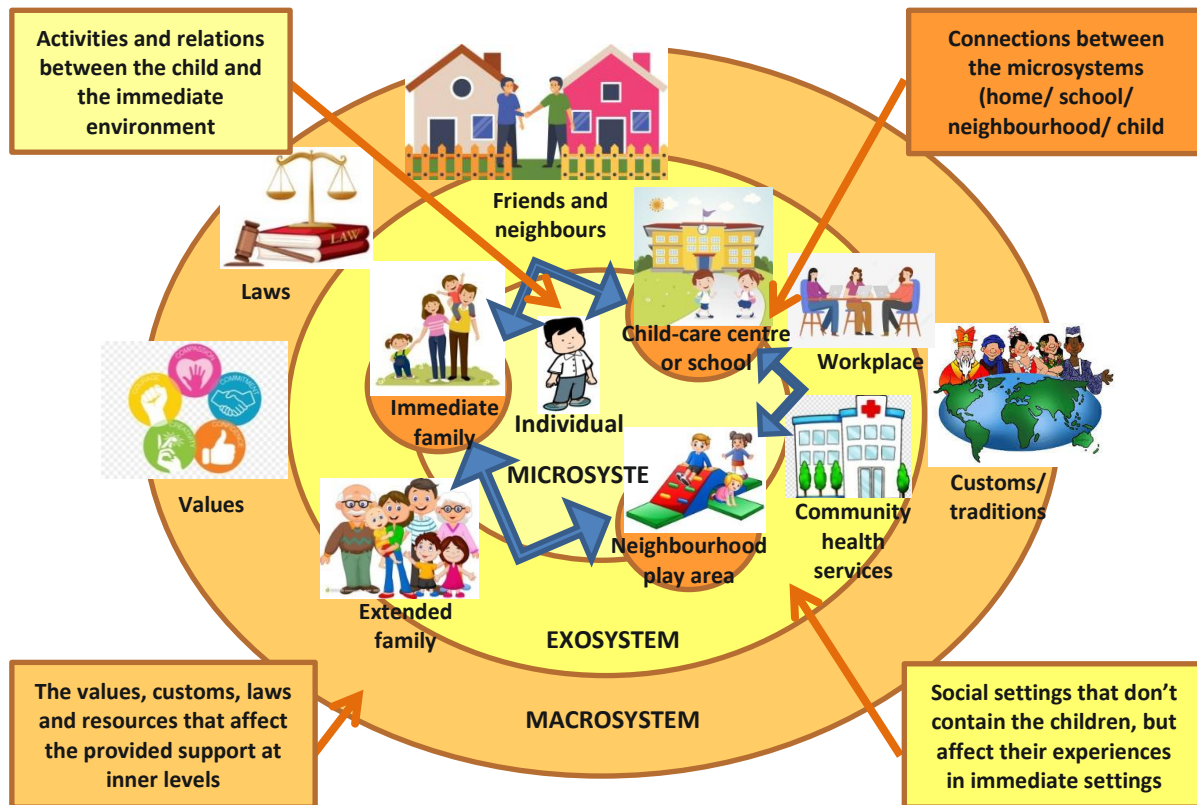 Activities and relations
between the child and
the immediate
environment
Connections between
the microsystems
(home/ school/
neighbourhood/ child
Friends and
neighbours
LAW
Laws
COMPASSION
COMMITMENT
Values
Immediate
family
Individual
Child-care centre
or school
Workplace
MICROSYSTE
Customs/
traditions
Neighbourhood
play area
Community
health
services
Extended
family
EXOSYSTEM
MACROSYSTEM
The values, customs, laws
and resources that affect
the provided support at
inner levels
Social settings that don’t
contain the children, but
affect their experiences
in immediate settings